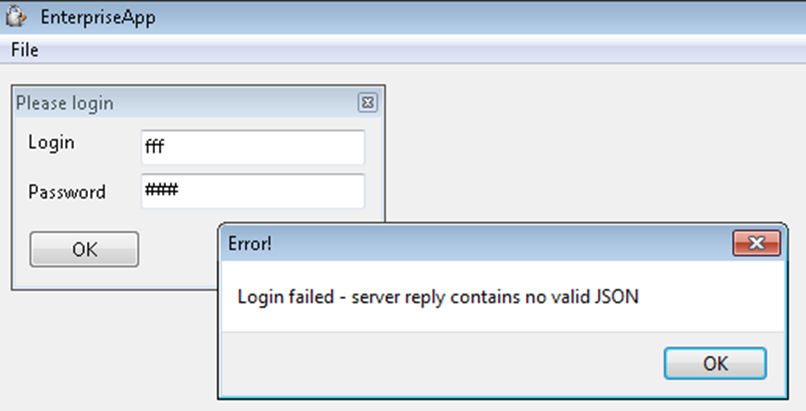 EnterpriseApp
File
Please login
Login
fff
Password
###
OK
Error!
Login failed - server reply contains no valid JSON
OK